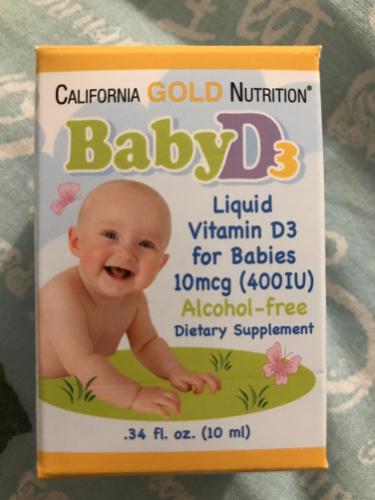 CALIFORNIA GOLD NUTRITION®
BabyD3
Liquid
Vitamin D3
for Babies
10mcg (400IU)
Alcohol-free
Dietary Supplement
.34 fl. oz. (10 ml)